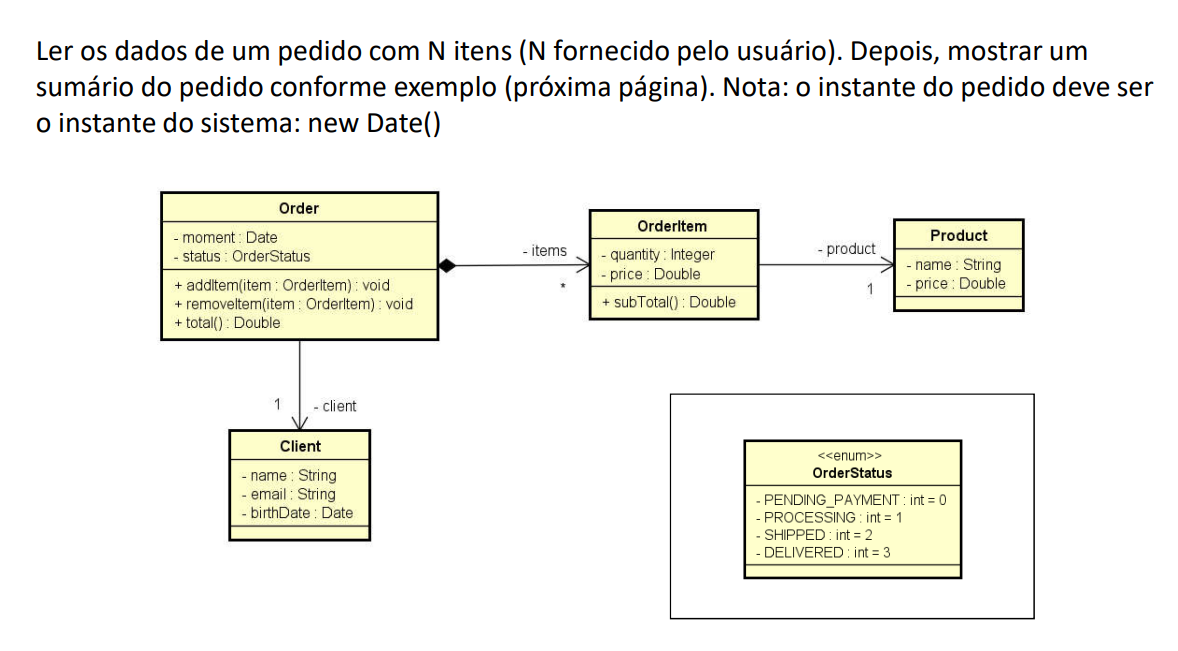 Ler os dados de um pedido com N itens (N fornecido pelo usuário). Depois, mostrar um
sumário do pedido conforme exemplo (próxima página). Nota: o instante do pedido deve ser
o instante do sistema: new Date()
Order
- moment : Date
- status : OrderStatus
+ addItem(item : OrderItem) : void
+ removeItem(item : OrderItem) : void
+ total() : Double
- items
*
OrderItem
- quantity : Integer
- price : Double
+ subTotal() : Double
- product
1
Product
- name : String
- price : Double
1
- client
Client
- name : String
- email : String
- birthDate : Date
<<enum>>
OrderStatus
- PENDING_PAYMENT : int = 0
- PROCESSING : int = 1
- SHIPPED : int = 2
- DELIVERED : int = 3